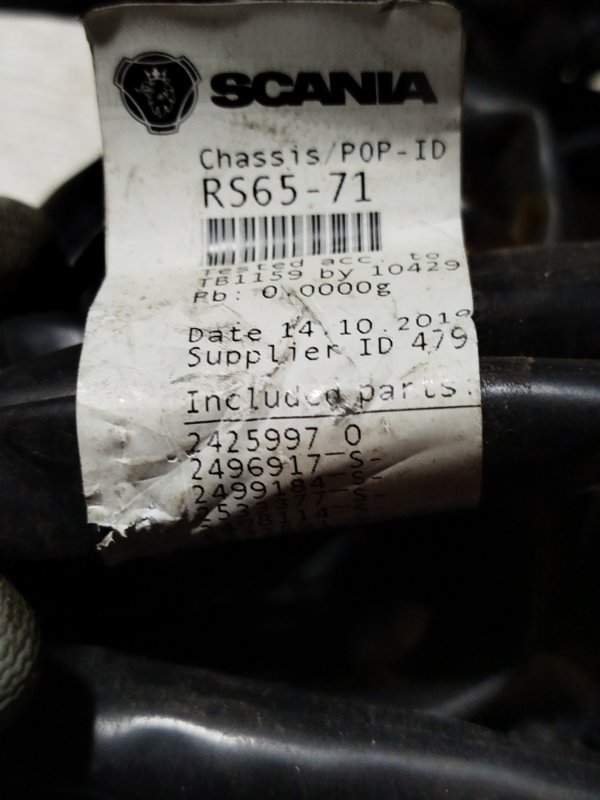 SCANIA
Chassis/POP-ID
RS65-71
Tested acc. to
TB1159 by 10429
Pb: 0.0000g
Date 14.10.2019
Supplier ID 479
Included parts:
2425997 O
2496917 S-
2499184 S-